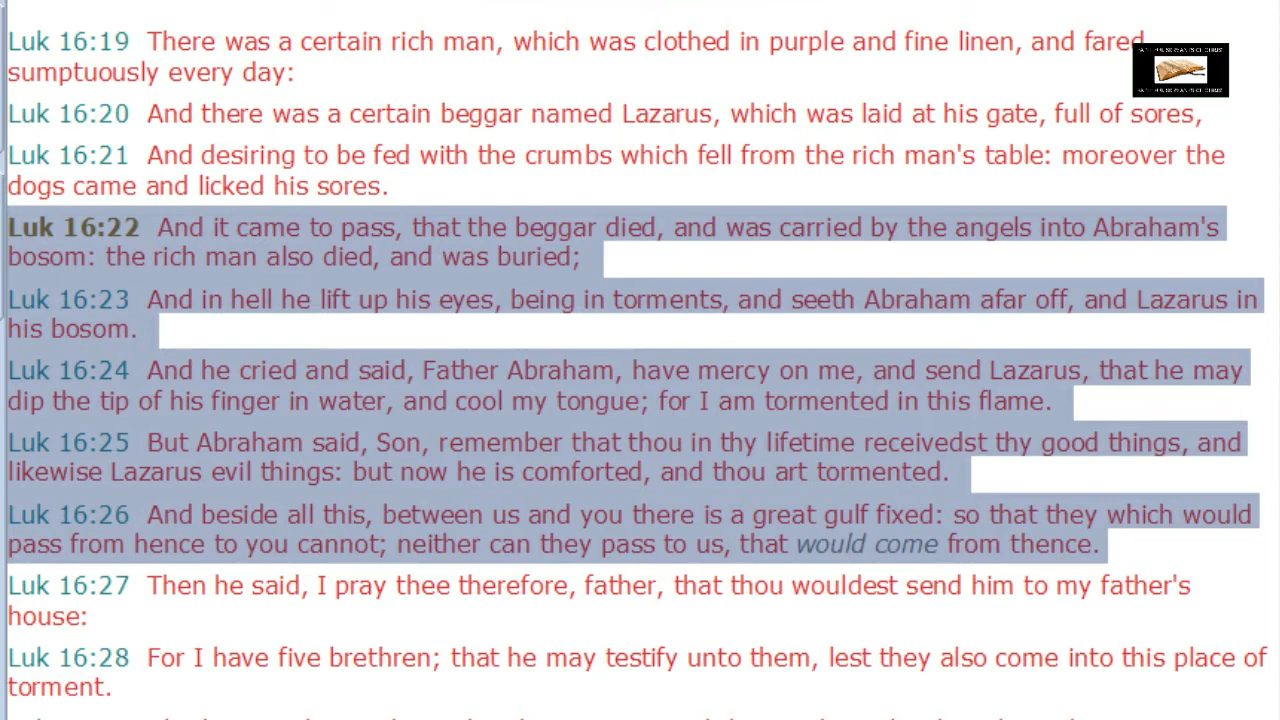 Luk 16:19 There was a certain rich man, which was clothed in purple and fine linen, and fared
sumptuously every day:
Luk 16:20 And there was a certain beggar named Lazarus, which was laid at his gate, full of sores,
Luk 16:21 And desiring to be fed with the crumbs which fell from the rich man's table: moreover the
dogs came and licked his sores.
Luk 16:22 And it came to pass, that the beggar died, and was carried by the angels into Abraham's
bosom: the rich man also died, and was buried;
Luk 16:23 And in hell he lift up his eyes, being in torments, and seeth Abraham afar off, and Lazarus in
his bosom.
Luk 16:24 And he cried and said, Father Abraham, have mercy on me, and send Lazarus, that he may
dip the tip of his finger in water, and cool my tongue; for I am tormented in this flame.
Luk 16:25 But Abraham said, Son, remember that thou in thy lifetime receivedst thy good things, and
likewise Lazarus evil things: but now he is comforted, and thou art tormented.
Luk 16:26 And beside all this, between us and you there is a great gulf fixed: so that they which would
pass from hence to you cannot; neither can they pass to us, that would come from thence.
Luk 16:27 Then he said, I pray thee therefore, father, that thou wouldest send him to my father's
house:
Luk 16:28 For I have five brethren; that he may testify unto them, lest they also come into this place of
torment.